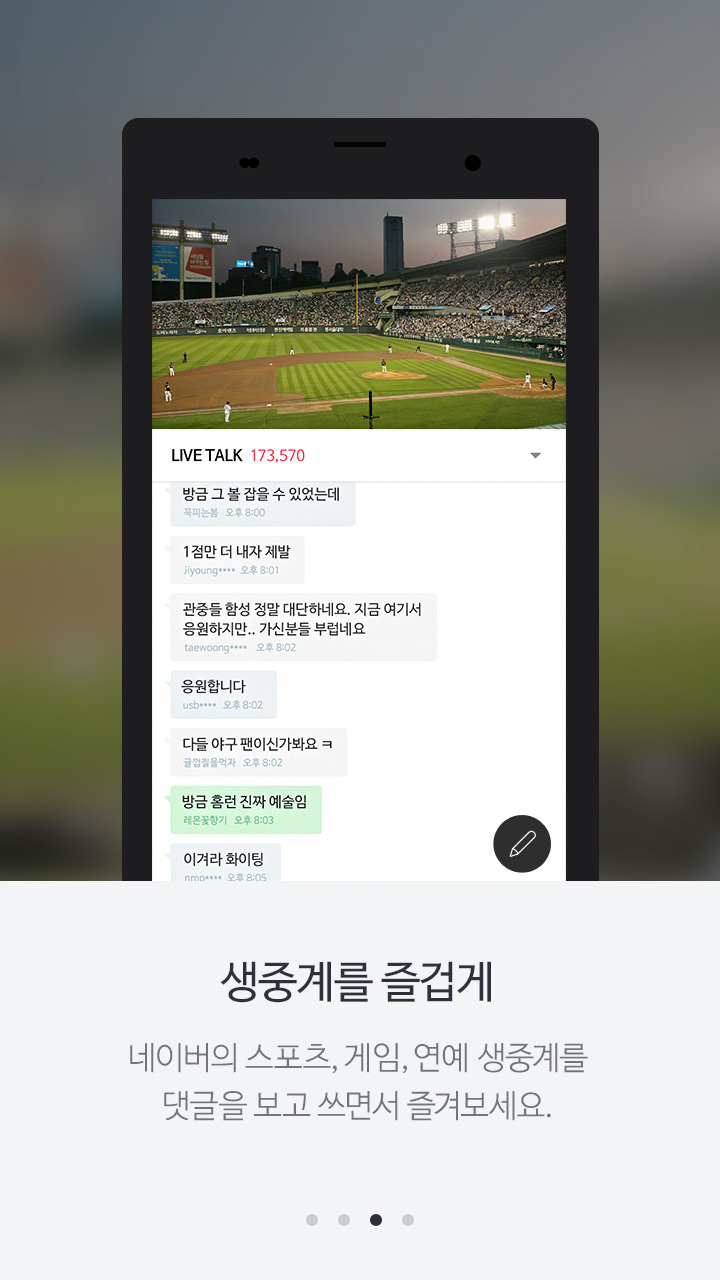 LIVE TALK 173,570
방금 그 볼 잡을 수 있었는데
꼭피는봄 오후 8:00
1점만 더 내자 제발
Jiyoung**** 오후 8:01
관중들 함성 정말 대단하네요. 지금 여기서
응원하지만.. 가신분들 부럽네요
taewoong**** 오후 8:02
응원합니다
usb**** 오후 8:02
다들 야구 팬이신가봐요 ㅋ
귤껍질을먹자 오후 8:02
방금 홈런 진짜 예술임
레몬꽃향기 오후 8:03
이겨라 화이팅
nmg**** 오후 8:05
생중계를 즐겁게
네이버의 스포츠, 게임, 연예 생중계를
댓글을 보고 쓰면서 즐겨보세요.